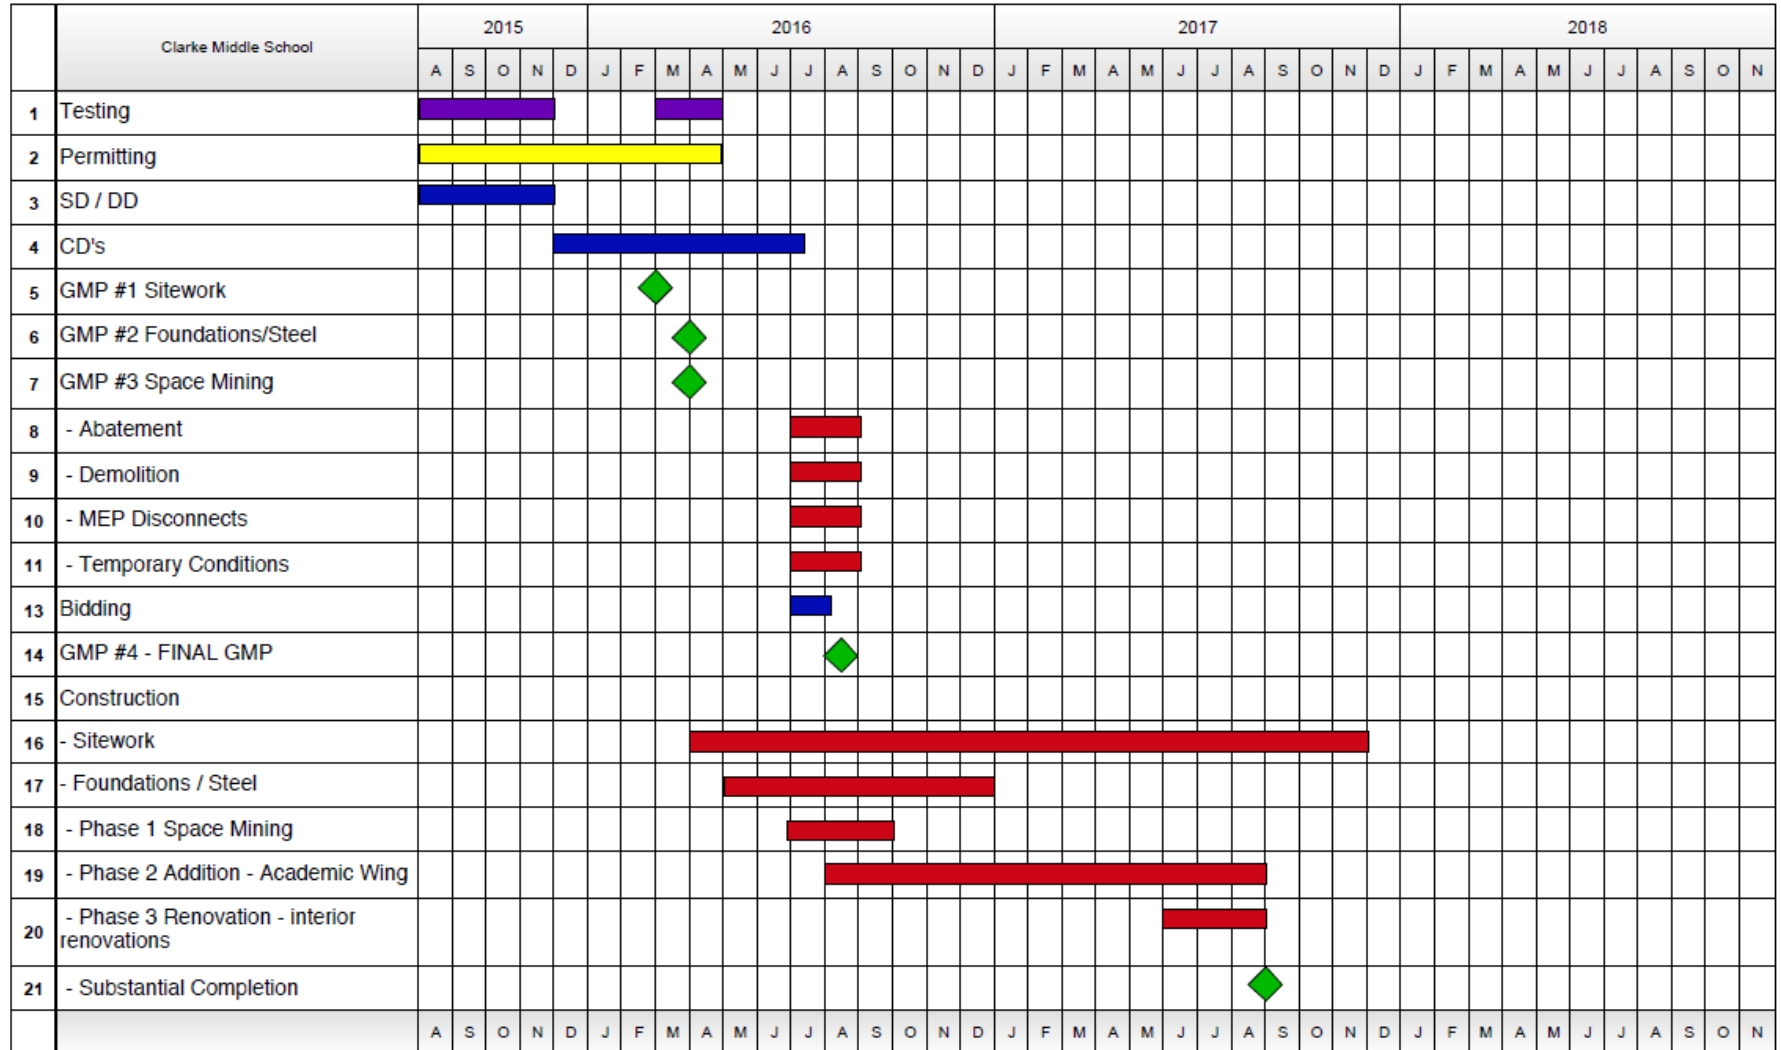 2015 2016 2017 2018
Clarke Middle School
A S O N D J F M A M J J A S O N D J F M A M J J A S O N D J F M A M J J A S O N
1 Testing
2 Permitting
3 SD / DD
4 CD's
5 GMP #1 Sitework
6 GMP #2 Foundations/Steel
7 GMP #3 Space Mining
8 - Abatement
9 - Demolition
10 - MEP Disconnects
11 - Temporary Conditions
13 Bidding
14 GMP #4 - FINAL GMP
15 Construction
16 - Sitework
17 - Foundations / Steel
18 - Phase 1 Space Mining
19 - Phase 2 Addition - Academic Wing
20 - Phase 3 Renovation - interior
renovations
21 - Substantial Completion
A S O N D J F M A M J J A S O N D J F M A M J J A S O N D J F M A M J J A S O N